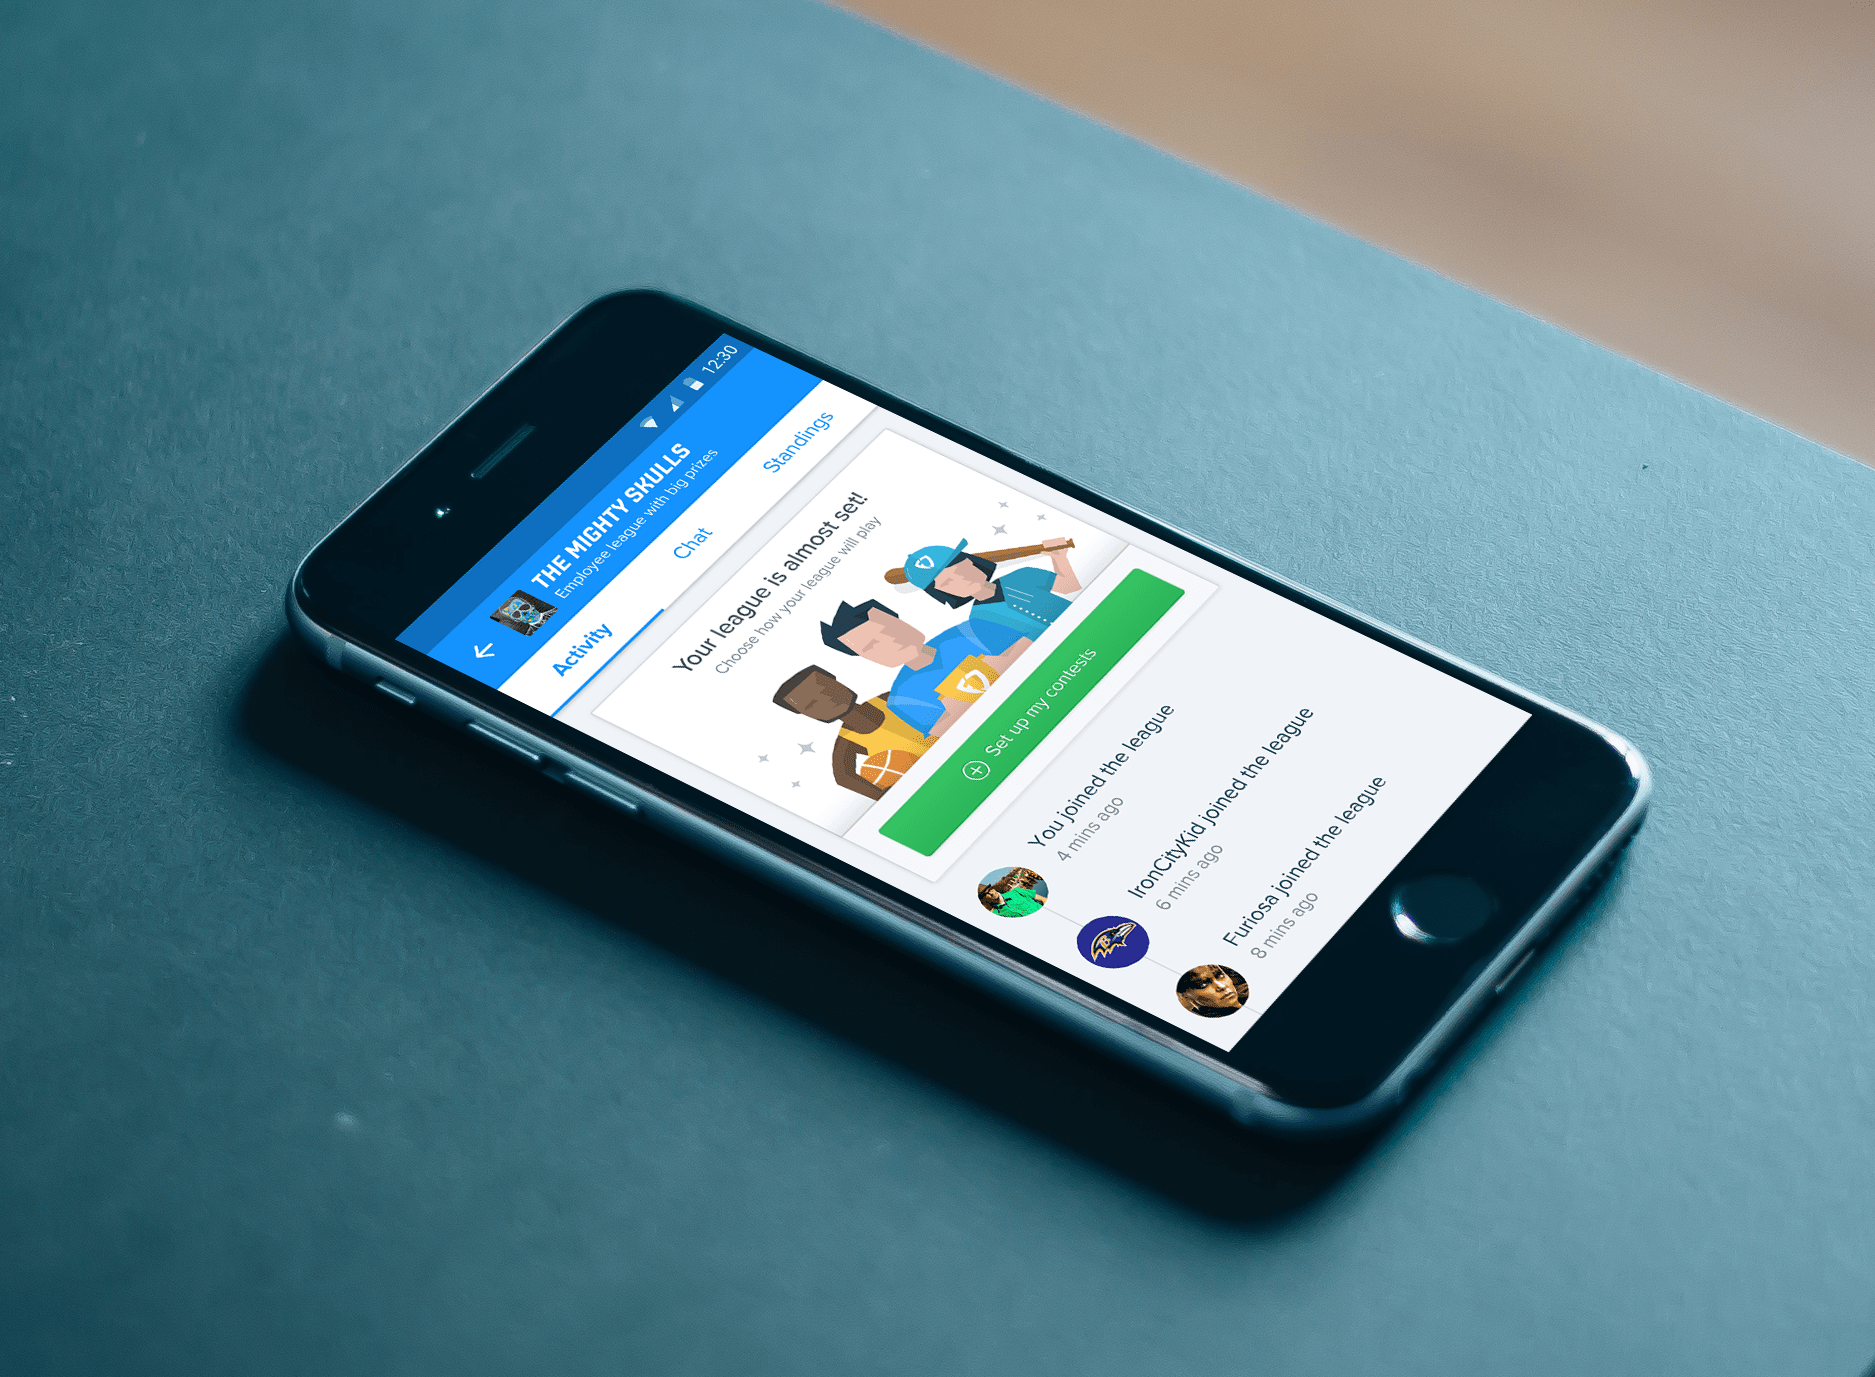 12:30
THE MIGHTY SKULLS
Employee league with big prizes
Activity
Chat
Standings
Your league is almost set!
Choose how your league will play
Set up my contests
You joined the league
4 mins ago
IronCityKid joined the league
6 mins ago
Furiosa joined the league
8 mins ago